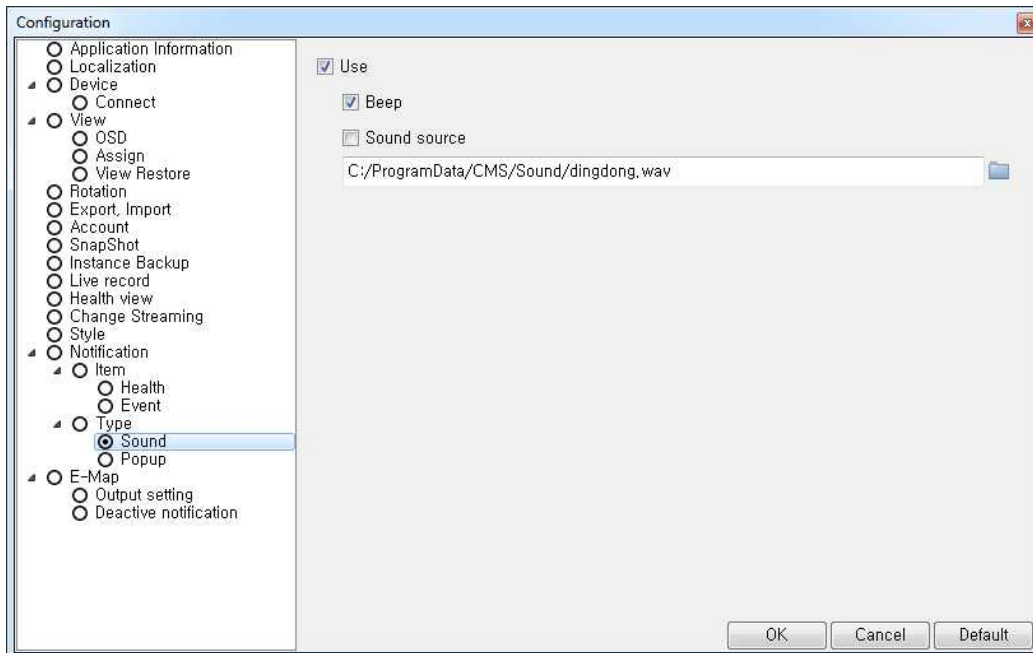 Configuration
Application Information
Localization
Device
Connect
View
OSD
Assign
View Restore
Rotation
Export, Import
Account
SnapShot
Instance Backup
Live record
Health view
Change Streaming
Style
Notification
Item
Health
Event
Type
Sound
Popup
E-Map
Output setting
Deactive notification
Use
Beep
Sound source
C:/ProgramData/CMS/Sound/dingdong.wav
OK
Cancel
Default